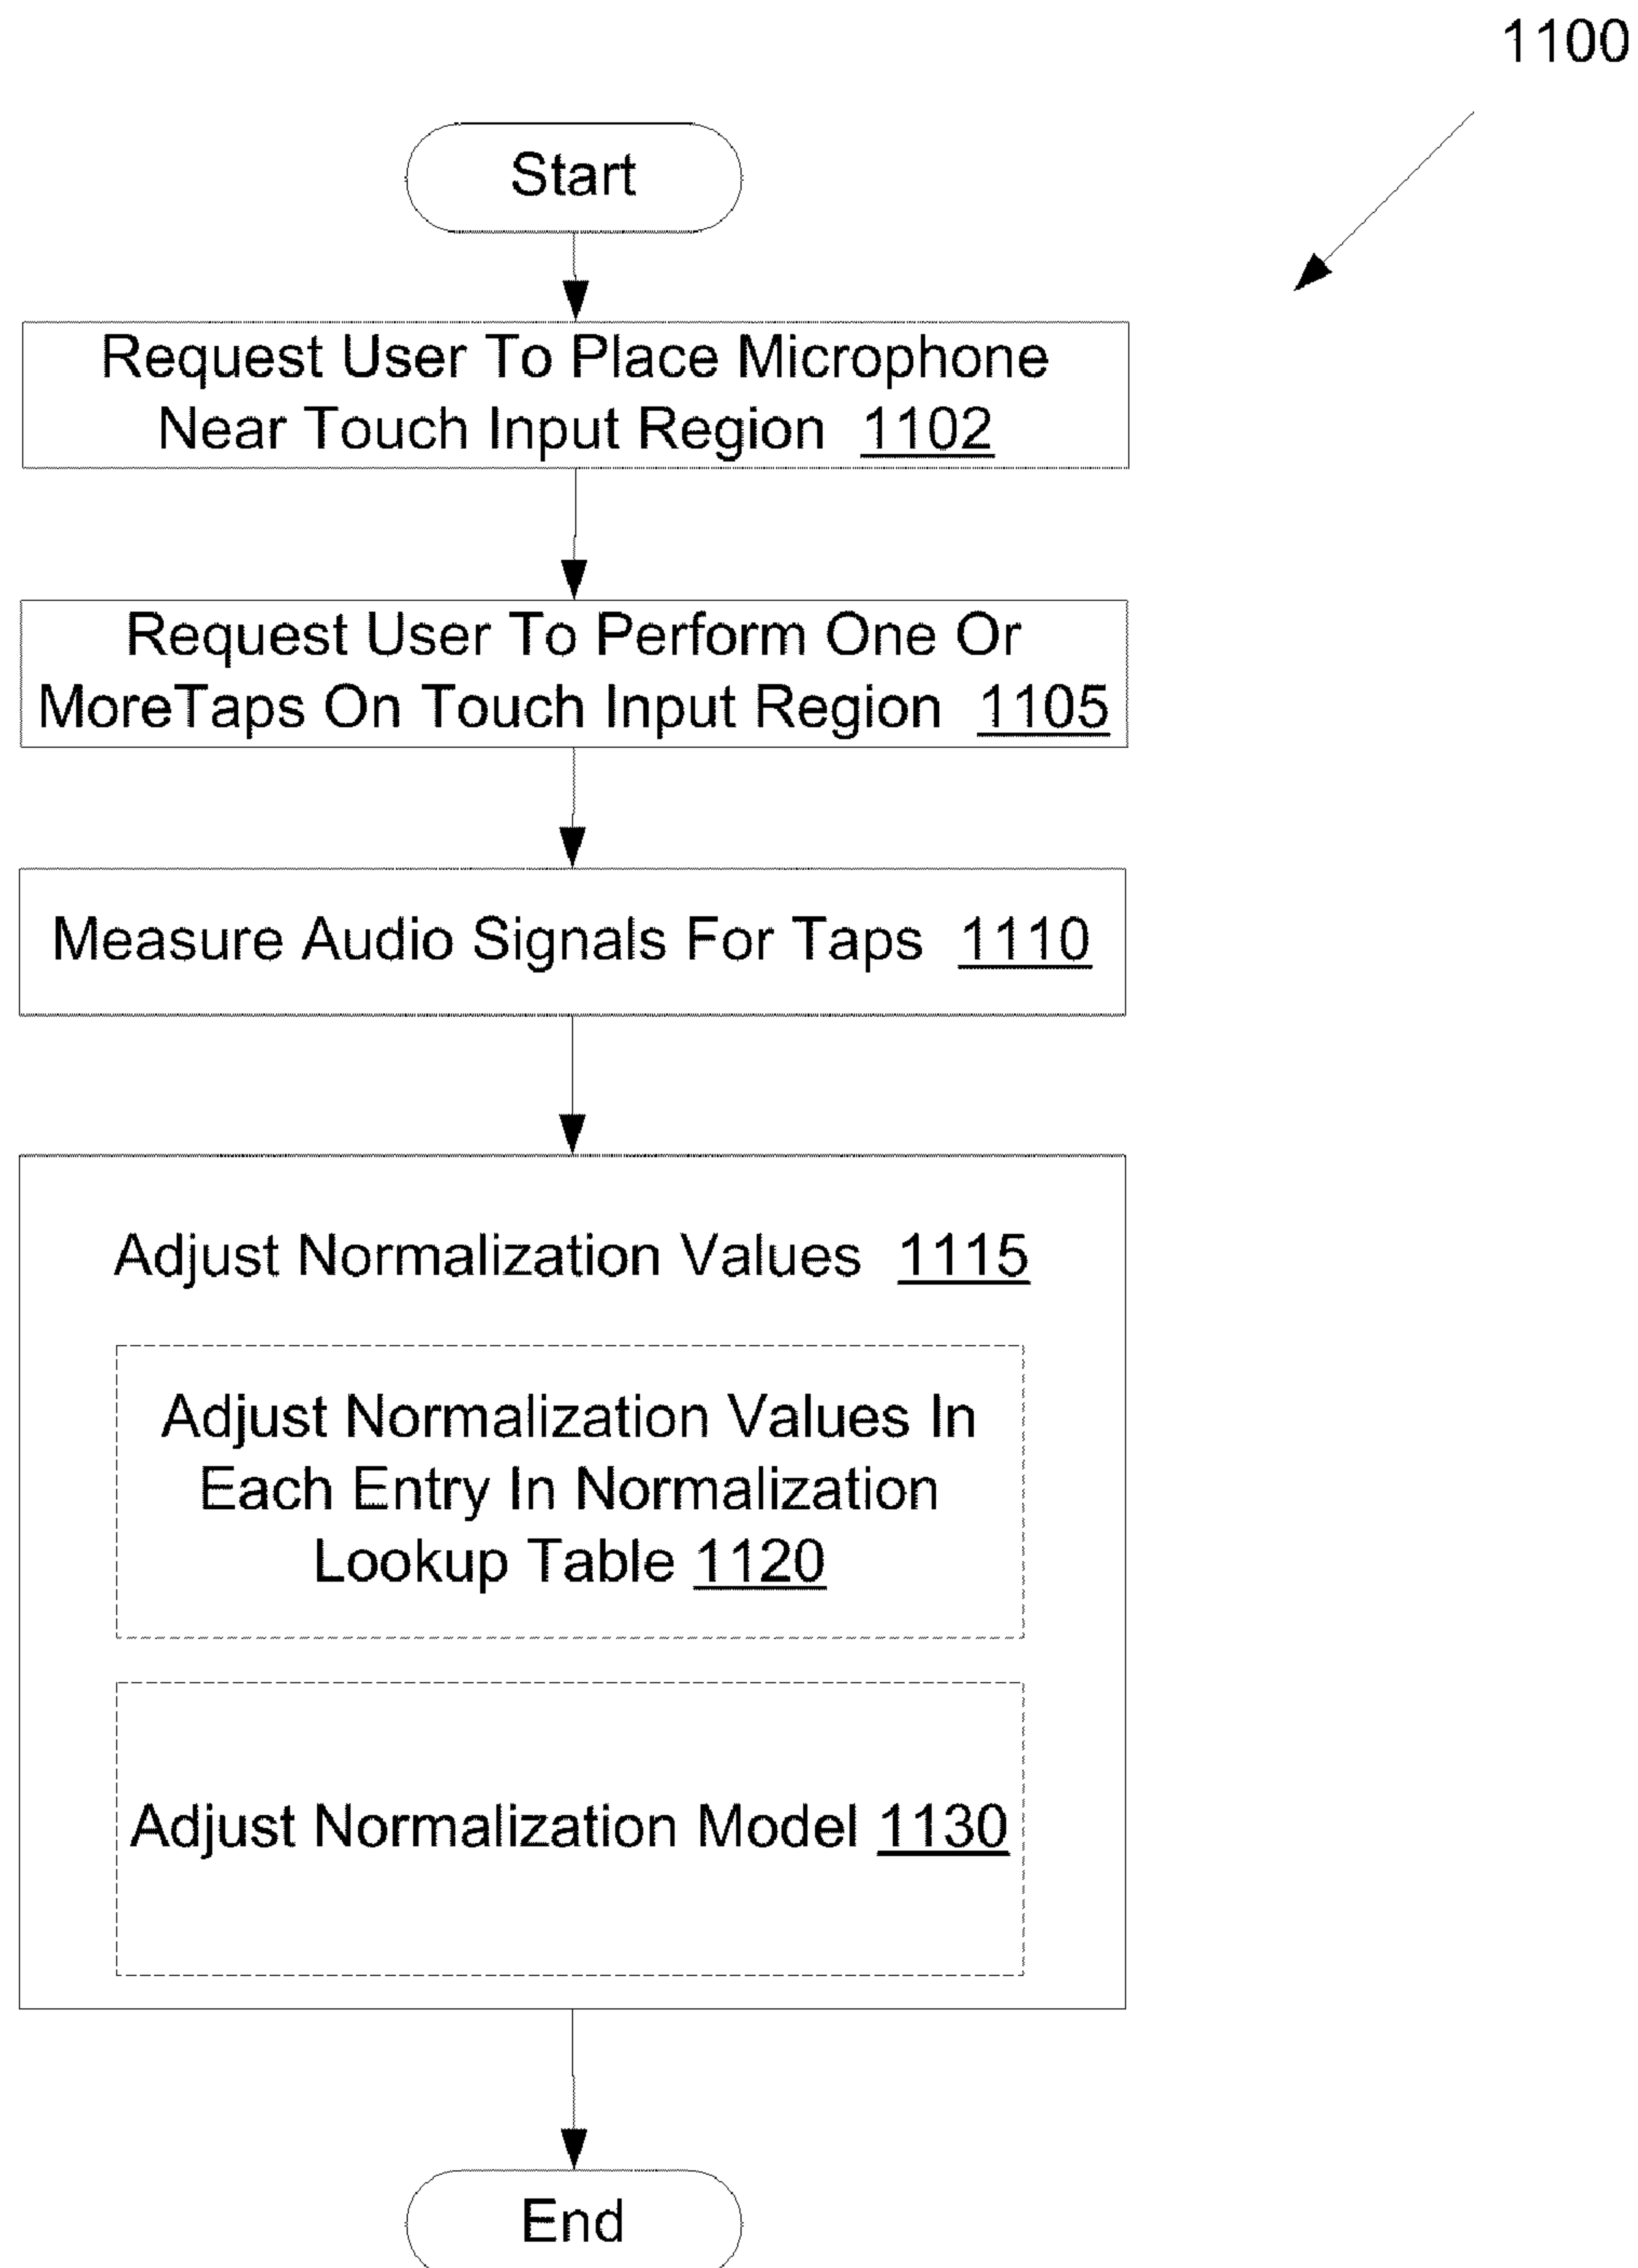 1100
Start
Request User To Place Microphone
Near Touch Input Region 1102
Request User To Perform One Or
MoreTaps On Touch Input Region 1105
Measure Audio Signals For Taps 1110
Adjust Normalization Values 1115
Adjust Normalization Values In
Each Entry In Normalization
Lookup Table 1120
Adjust Normalization Model 1130
End